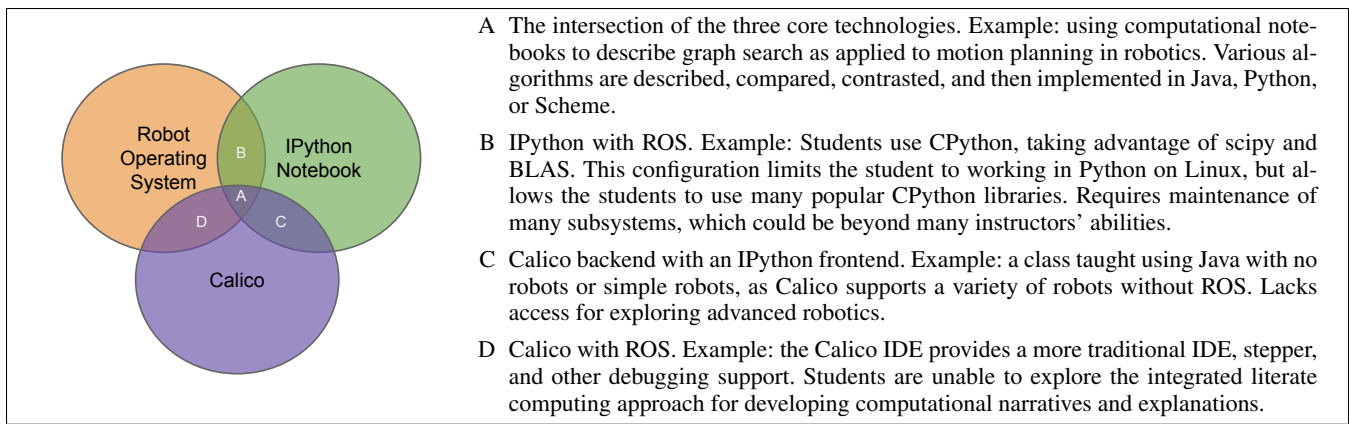 Robot
Operating
System
IPython
Notebook
Calico
B
A
D
C
A The intersection of the three core technologies. Example: using computational note-
books to describe graph search as applied to motion planning in robotics. Various al-
gorithms are described, compared, contrasted, and then implemented in Java, Python,
or Scheme.
B IPython with ROS. Example: Students use CPython, taking advantage of scipy and
BLAS. This configuration limits the student to working in Python on Linux, but al-
lows the students to use many popular CPython libraries. Requires maintenance of
many subsystems, which could be beyond many instructors’ abilities.
C Calico backend with an IPython frontend. Example: a class taught using Java with no
robots or simple robots, as Calico supports a variety of robots without ROS. Lacks
access for exploring advanced robotics.
D Calico with ROS. Example: the Calico IDE provides a more traditional IDE, stepper,
and other debugging support. Students are unable to explore the integrated literate
computing approach for developing computational narratives and explanations.